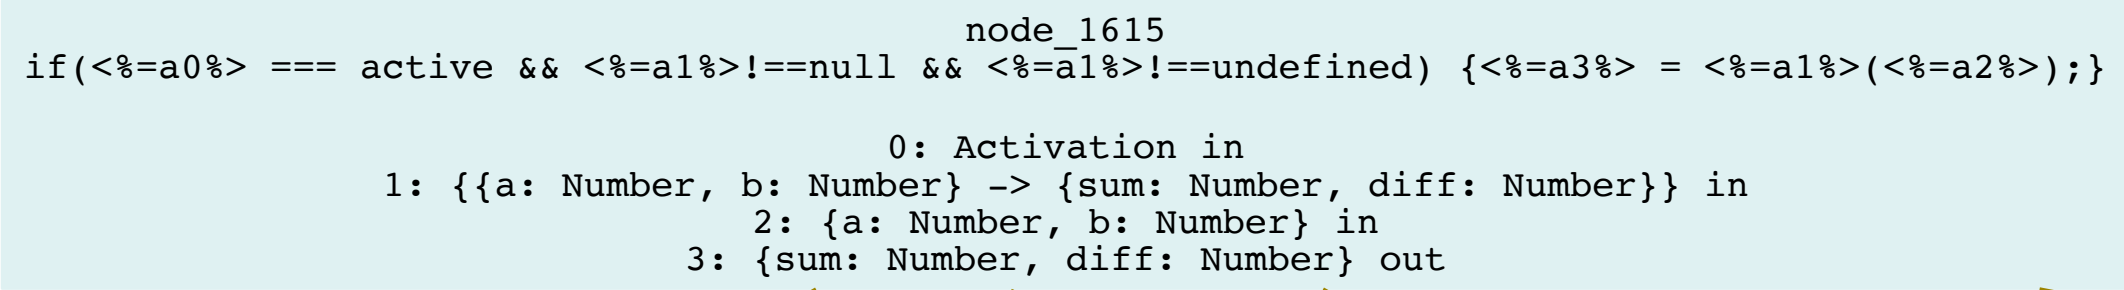 node_1615
if(<%=a0%> === active && <%=a1%>!==null && <%=a1%>!==undefined) {<%=a3%> = <%=a1%>(<%=a2%>);}
0: Activation in
1: {{a: Number, b: Number} -> {sum: Number, diff: Number}} in
2: {a: Number, b: Number} in
3: {sum: Number, diff: Number} out